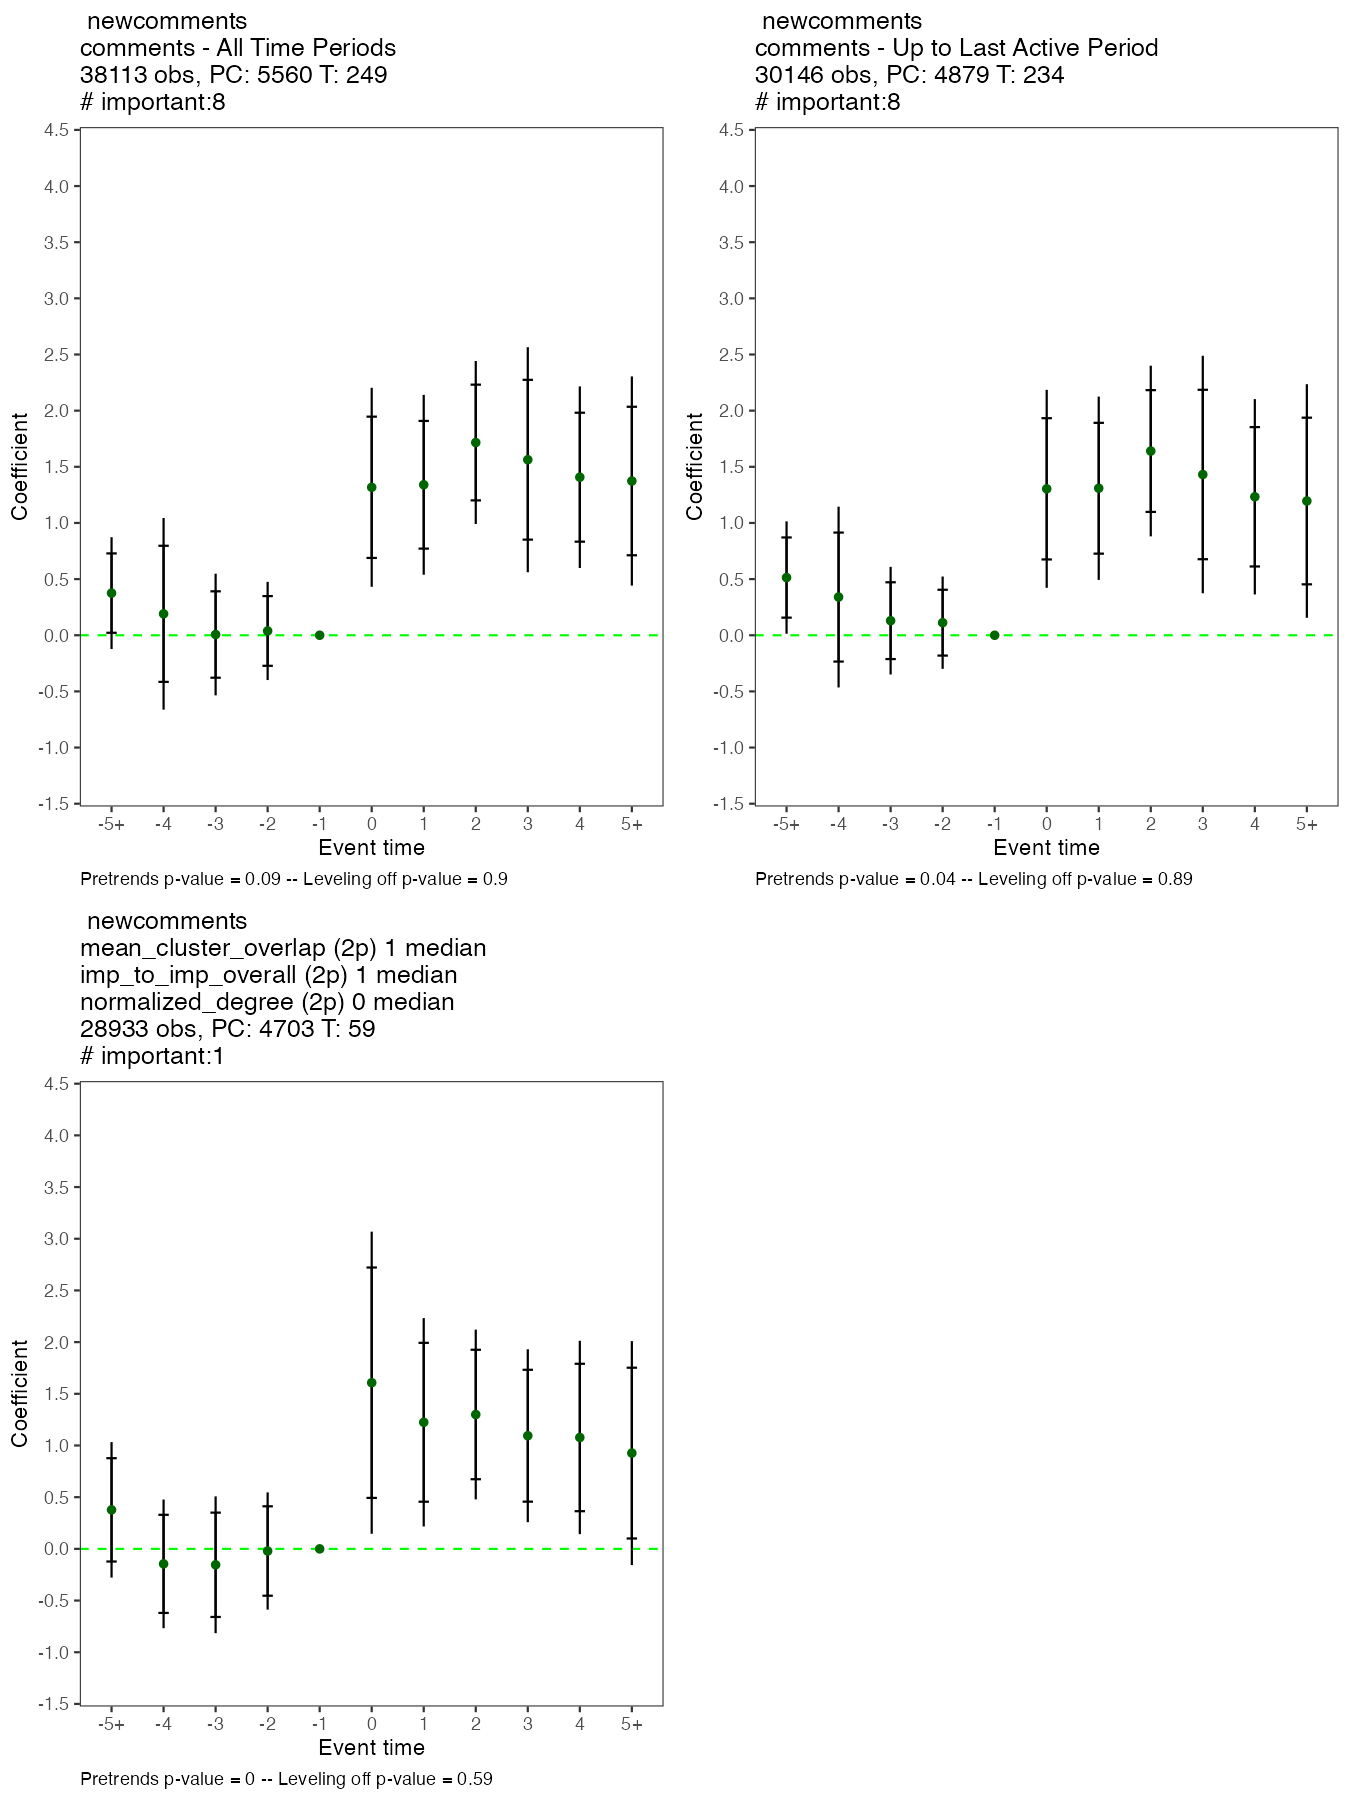 newcomments
comments - All Time Periods
38113 obs, PC: 5560 T: 249
# important:8
4.5
4.0
3.5
3.0
2.5
2.0
1.5
1.0
0.5
0.0
-0.5
-1.0
-1.5
Coefficient
-5+ -4 -3 -2 -1 0 1 2 3 4 5+
Event time
Pretrends p-value = 0.09 -- Leveling off p-value = 0.9
newcomments
comments - Up to Last Active Period
30146 obs, PC: 4879 T: 234
# important:8
4.5
4.0
3.5
3.0
2.5
2.0
1.5
1.0
0.5
0.0
-0.5
-1.0
-1.5
Coefficient
-5+ -4 -3 -2 -1 0 1 2 3 4 5+
Event time
Pretrends p-value = 0.04 -- Leveling off p-value = 0.89
newcomments
mean_cluster_overlap (2p) 1 median
imp_to_imp_overall (2p) 1 median
normalized_degree (2p) 0 median
28933 obs, PC: 4703 T: 59
# important:1
4.5
4.0
3.5
3.0
2.5
2.0
1.5
1.0
0.5
0.0
-0.5
-1.0
-1.5
Coefficient
-5+ -4 -3 -2 -1 0 1 2 3 4 5+
Event time
Pretrends p-value = 0 -- Leveling off p-value = 0.59